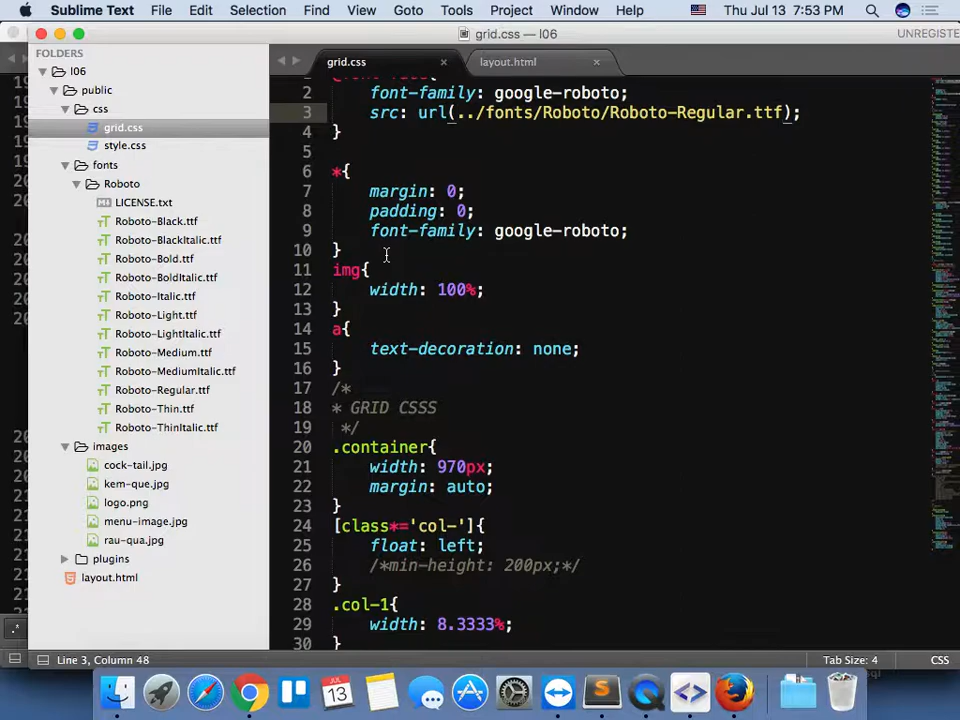 Sublime Text File Edit Selection Find View Goto Tools Project Window Help Thu Jul 13 7:53 PM
grid.css — l06 UNREGISTE
FOLDERS
l06
public
css
grid.css
style.css
fonts
Roboto
LICENSE.txt
Roboto-Black.ttf
Roboto-BlackItalic.ttf
Roboto-Bold.ttf
Roboto-BoldItalic.ttf
Roboto-Italic.ttf
Roboto-Light.ttf
Roboto-LightItalic.ttf
Roboto-Medium.ttf
Roboto-MediumItalic.ttf
Roboto-Regular.ttf
Roboto-Thin.ttf
Roboto-ThinItalic.ttf
images
cock-tail.jpg
kem-que.jpg
logo.png
menu-image.jpg
rau-qua.jpg
plugins
layout.html
grid.css × layout.html ×
2 font-family: google-roboto;
3 src: url(../fonts/Roboto/Roboto-Regular.ttf);
4 }
5
6 *{
7 margin: 0;
8 padding: 0;
9 font-family: google-roboto;
10 }
11 img{
12 width: 100%;
13 }
14 a{
15 text-decoration: none;
16 }
17 /*
18 * GRID CSSS
19 */
20 .container{
21 width: 970px;
22 margin: auto;
23 }
24 [class*='col-']{
25 float: left;
26 /*min-height: 200px;*/
27 }
28 .col-1{
29 width: 8.3333%;
30 }
Line 3, Column 48 Tab Size: 4 CSS
JUL
13